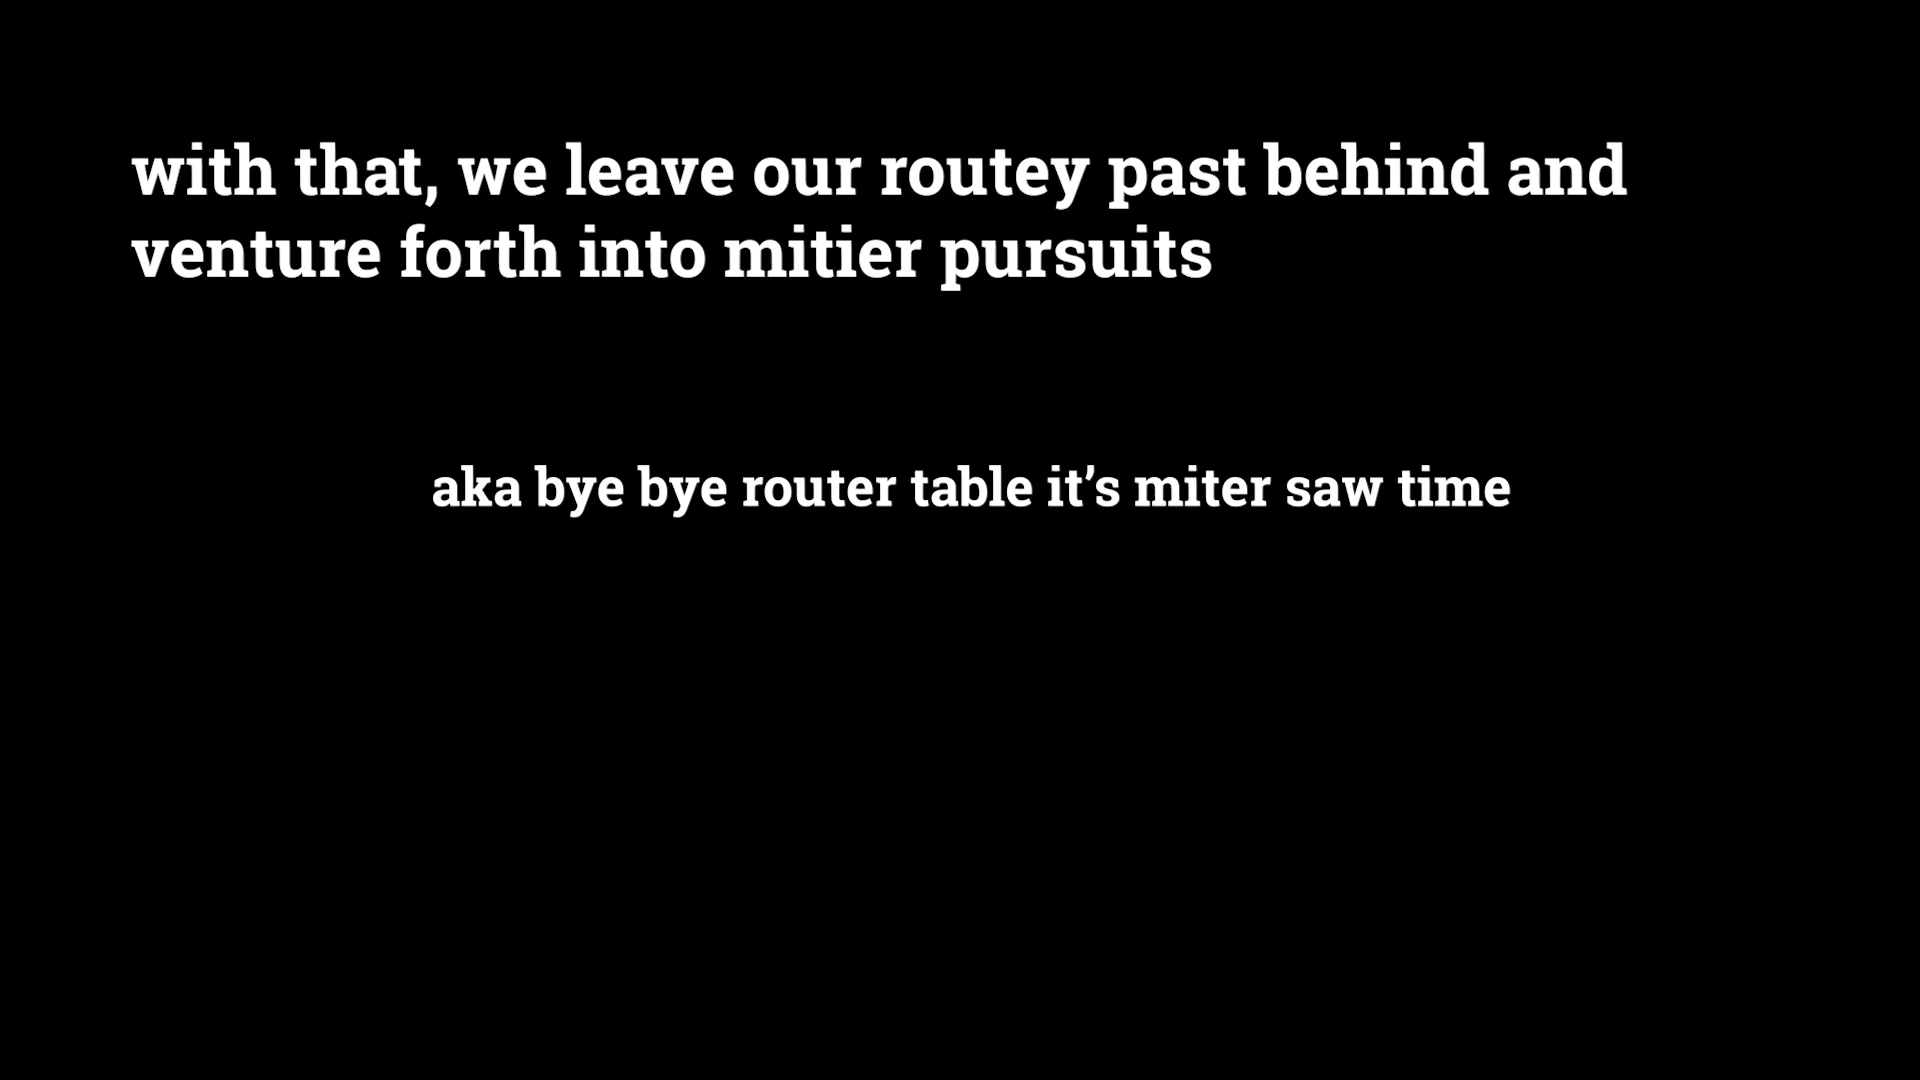 with that, we leave our routey past behind and
venture forth into mitier pursuits
aka bye bye router table it’s miter saw time